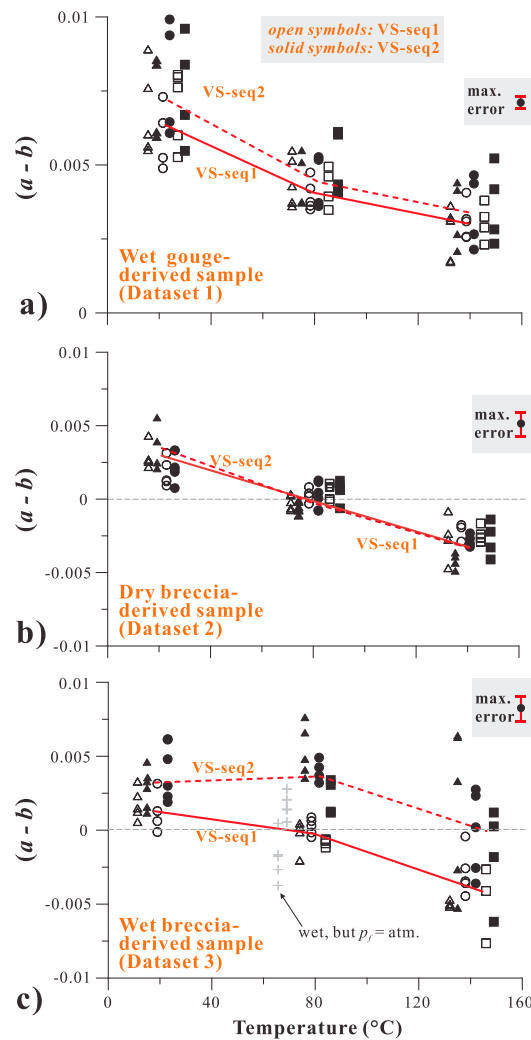 0.01
open symbols: VS-seq1
solid symbols: VS-seq2
max.
error
VS-seq2
(a - b)
0.005
VS-seq1
Wet gouge-
derived sample
(Dataset 1)
a)
0
0.01
max.
error
0.005
VS-seq2
(a - b)
0
VS-seq1
-0.005
Dry breccia-
derived sample
(Dataset 2)
b)
-0.01
0.01
max.
error
0.005
VS-seq2
(a - b)
0
VS-seq1
-0.005
wet, but pf = atm.
Wet breccia-
derived sample
(Dataset 3)
c)
-0.01
0 40 80 120 160
Temperature (°C)